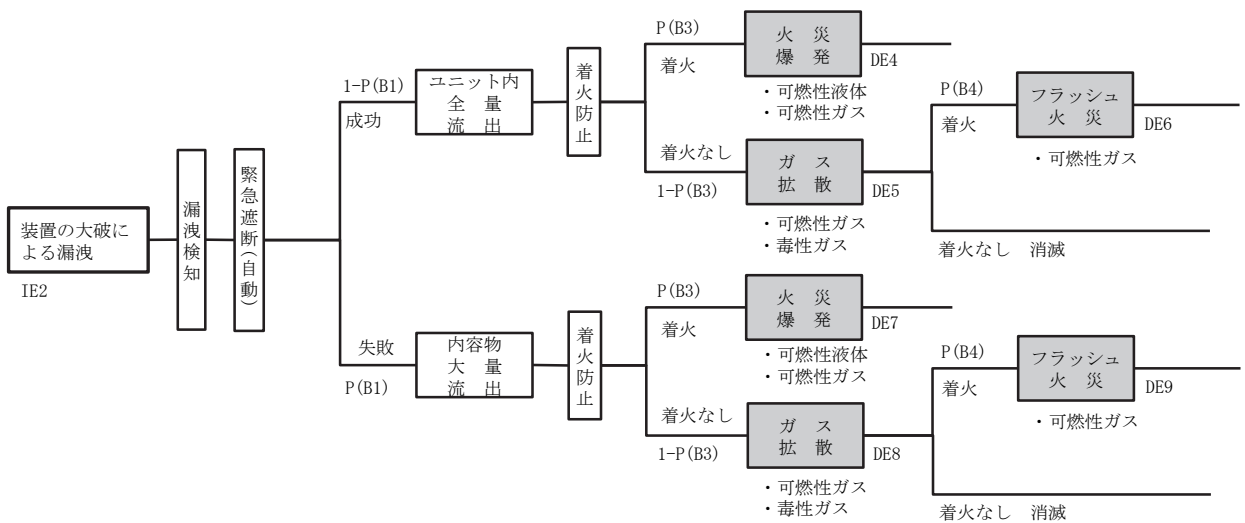 装置の大破に
よる漏洩
IE2
漏洩検知
緊急遮断(自動)
1-P(B1)
成功
ユニット内
全　量
流　出
着火防止
P(B3)
着火
火　災
爆　発
DE4
・可燃性液体
・可燃性ガス
着火なし
1-P(B3)
ガ　ス
拡　散
DE5
・可燃性ガス
・毒性ガス
P(B4)
着火
フラッシュ
火　災
DE6
・可燃性ガス
着火なし　消滅
失敗
P(B1)
内容物
大　量
流　出
着火防止
P(B3)
着火
火　災
爆　発
DE7
・可燃性液体
・可燃性ガス
着火なし
1-P(B3)
ガ　ス
拡　散
DE8
・可燃性ガス
・毒性ガス
P(B4)
着火
フラッシュ
火　災
DE9
・可燃性ガス
着火なし　消滅